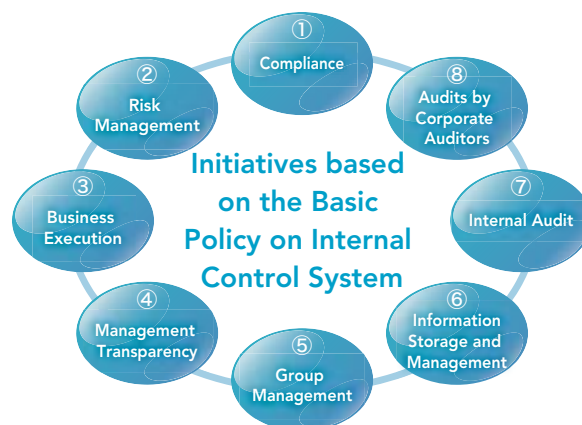 ①
Compliance
②
Risk
Management
③
Business
Execution
④
Management
Transparency
⑤
Group
Management
⑥
Information
Storage and
Management
⑦
Internal Audit
⑧
Audits by
Corporate
Auditors
Initiatives based
on the Basic
Policy on Internal
Control System